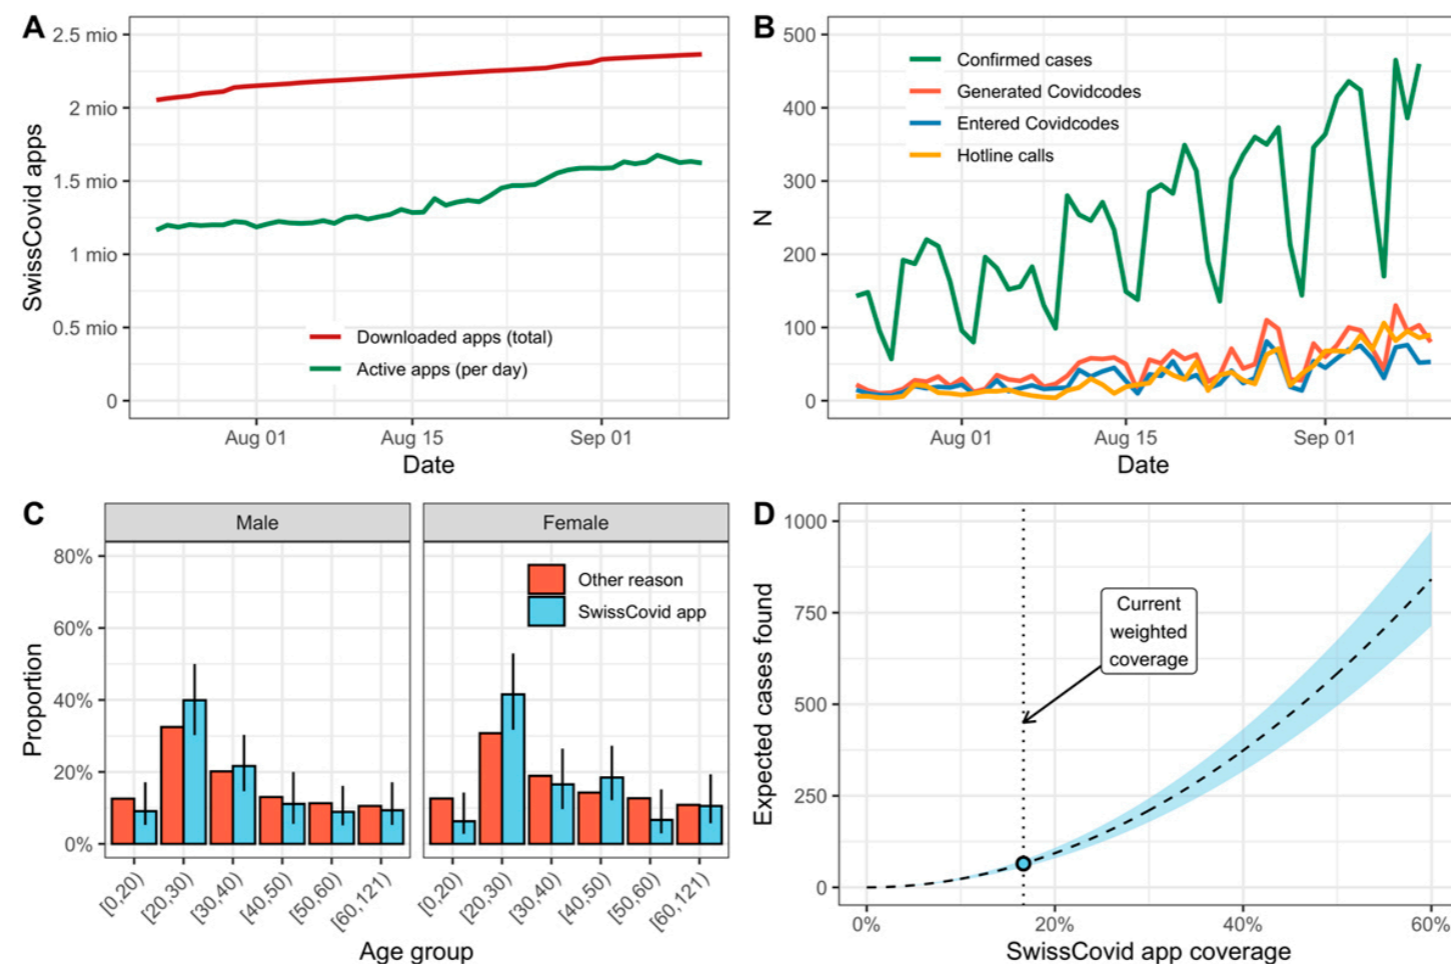 A
2.5 mio
2 mio
1.5 mio
1 mio
0.5 mio
0
SwissCovid apps
Downloaded apps (total)
Active apps (per day)
Aug 01
Aug 15
Sep 01
Date
B
500
400
300
200
100
0
N
Confirmed cases
Generated Covidcodes
Entered Covidcodes
Hotline calls
Aug 01
Aug 15
Sep 01
Date
C
Male
Female
80%
60%
40%
20%
0%
Proportion
Other reason
SwissCovid app
[0,20)
[20,30)
[30,40)
[40,50)
[50,60)
[60,121)
[0,20)
[20,30)
[30,40)
[40,50)
[50,60)
[60,121)
Age group
D
1000
750
500
250
0
Expected cases found
Current
weighted
coverage
0%
20%
40%
60%
SwissCovid app coverage